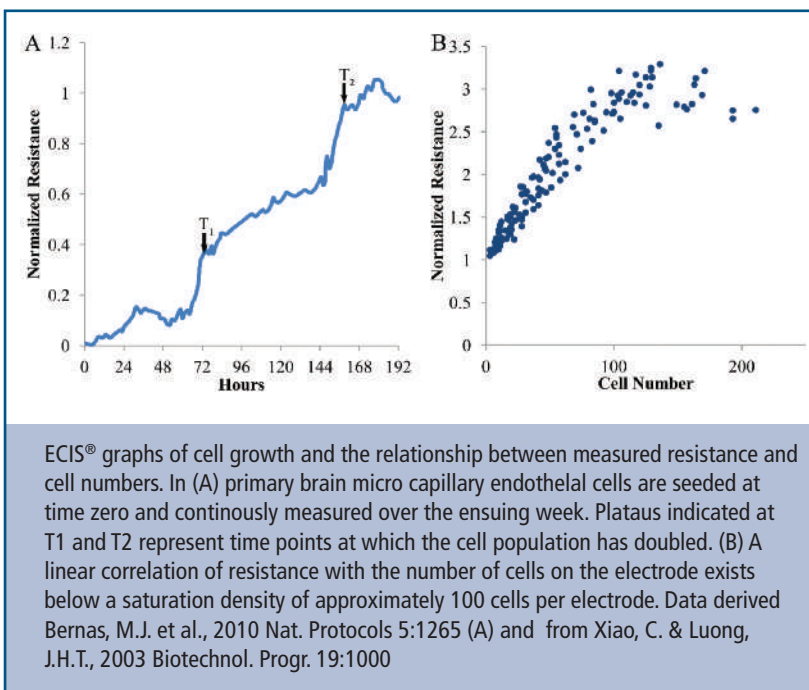 A
1.2
1
0.8
0.6
0.4
0.2
0
Normalized Resistance
T1
T2
0 24 48 72 96 120 144 168 192
Hours
B
3.5
3
2.5
2
1.5
1
0.5
0
Normalized Resistance
0 100 200
Cell Number
ECIS® graphs of cell growth and the relationship between measured resistance and
cell numbers. In (A) primary brain micro capillary endothelal cells are seeded at
time zero and continously measured over the ensuing week. Plataus indicated at
T1 and T2 represent time points at which the cell population has doubled. (B) A
linear correlation of resistance with the number of cells on the electrode exists
below a saturation density of approximately 100 cells per electrode. Data derived
Bernas, M.J. et al., 2010 Nat. Protocols 5:1265 (A) and from Xiao, C. & Luong,
J.H.T., 2003 Biotechnol. Progr. 19:1000